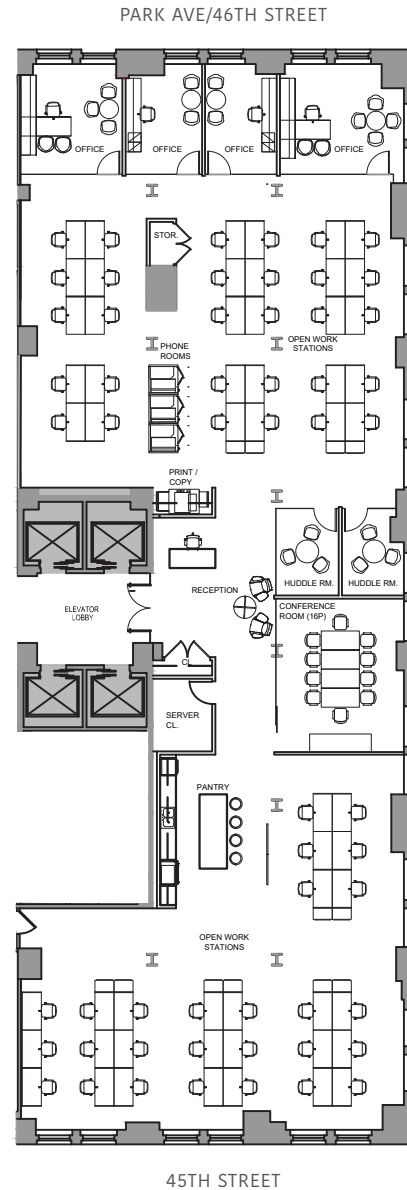 PARK AVE/46TH STREET
OFFICE
OFFICE
OFFICE
OFFICE
STOR.
PHONE
ROOMS
OPEN WORK
STATIONS
PRINT /
COPY
HUDDLE RM.
HUDDLE RM.
RECEPTION
ELEVATOR
LOBBY
CONFERENCE
ROOM (16P)
CL.
SERVER
CL.
PANTRY
OPEN WORK
STATIONS
45TH STREET